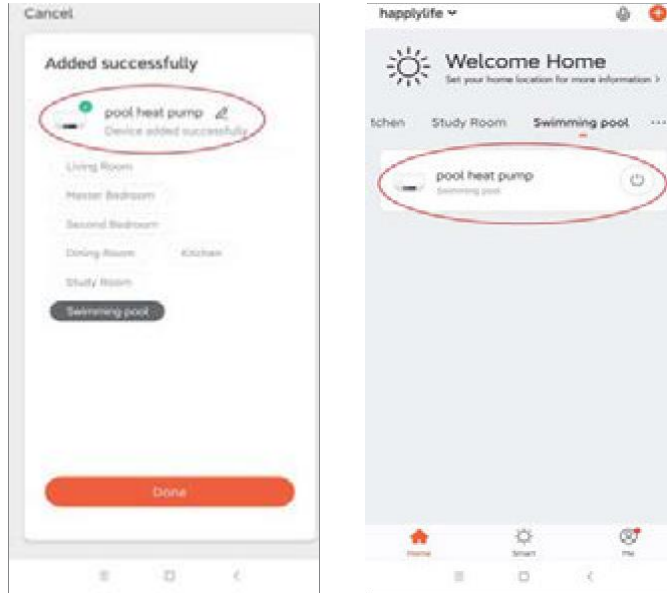 Cancel
Added successfully
pool heat pump
Device added successfully
Living Room
Master Bedroom
Second Bedroom
Dining Room Kitchen
Study Room
Swimming pool
Done
happylife
Welcome Home
Set your home location for more information >
tchen Study Room Swimming pool ...
pool heat pump
Swimming pool
Home Smart Me